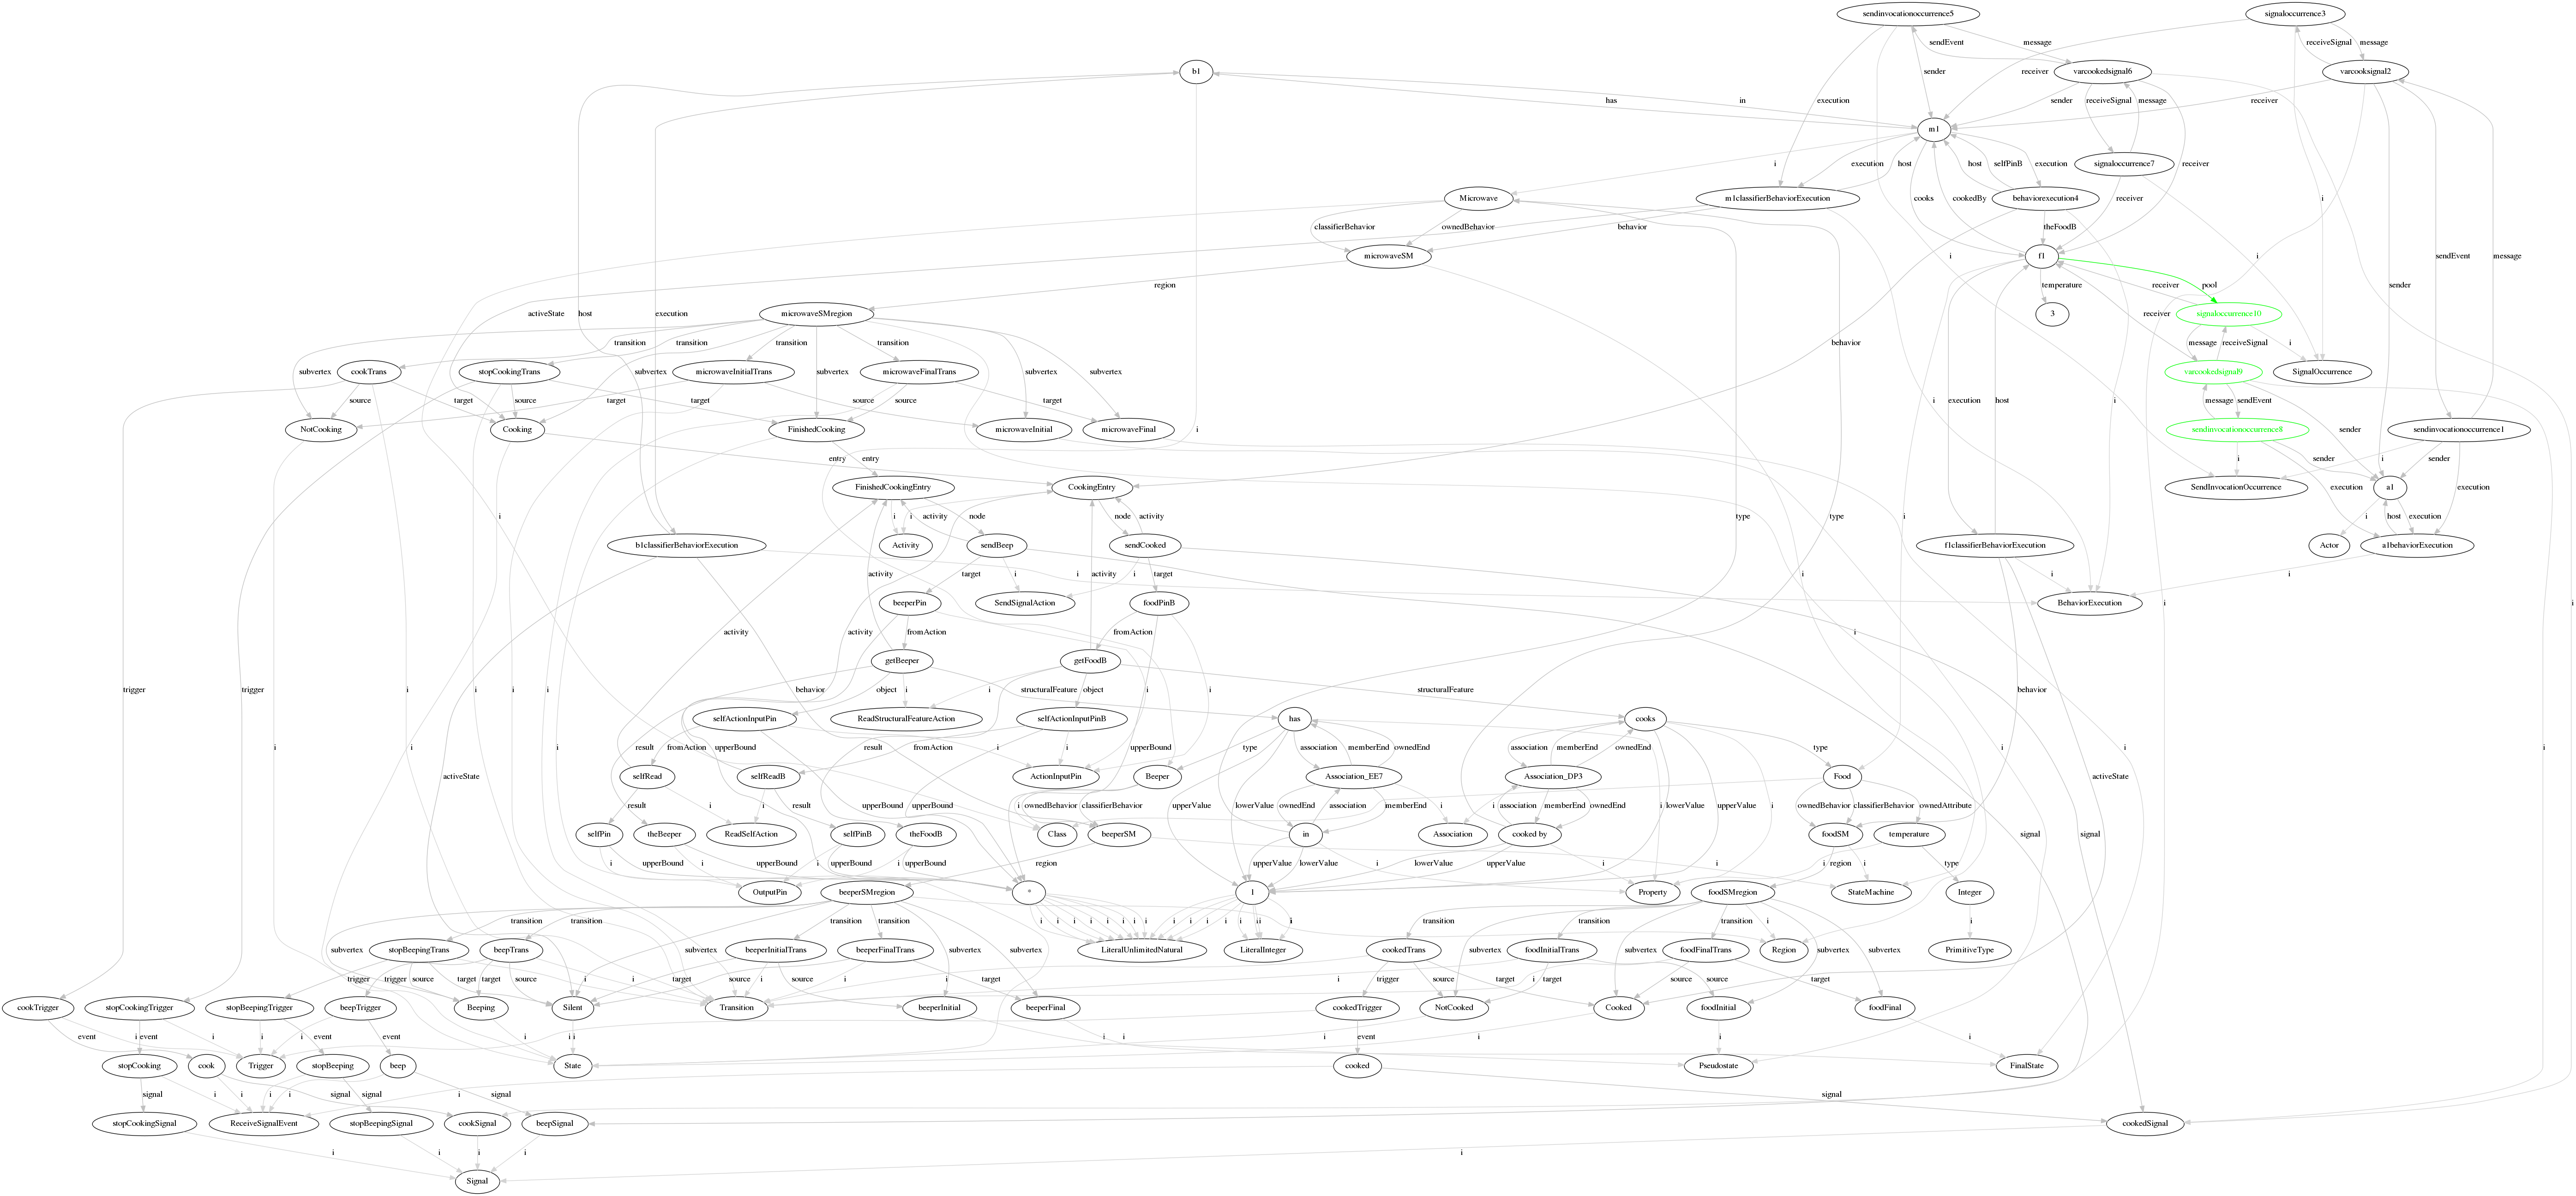 sendinvocationoccurrence5 signaloccurrence3
sendEvent message receiveSignal message
b1 sender receiver varcookedsignal6 varcooksignal2
has in execution sender receiveSignal message receiver
m1
i execution host host selfPinB execution cooks cookedBy signaloccurrence7 receiver i
Microwave m1classifierBehaviorExecution behaviorexecution4 receiver
classifierBehavior ownedBehavior behavior theFoodB
microwaveSM f1 i i sendEvent message
region activeState host execution temperature receiver pool sender
microwaveSMregion 3 signaloccurrence10 receiver
transition transition transition transition behavior message receiveSignal i
cookTrans stopCookingTrans subvertex subvertex microwaveInitialTrans subvertex microwaveFinalTrans subvertex subvertex varcookedsignal9 SignalOccurrence
source target source target target source source target execution host i i message sendEvent
NotCooking Cooking FinishedCooking microwaveInitial microwaveFinal sendinvocationoccurrence8 sendinvocationoccurrence1
entry entry i i sender sender i sender
FinishedCookingEntry CookingEntry SendInvocationOccurrence a1
i i activity node node activity type type execution i host execution execution
b1classifierBehaviorExecution Activity sendBeep sendCooked f1classifierBehaviorExecution Actor a1behaviorExecution
activity target i i i target i i i
beeperPin SendSignalAction foodPinB BehaviorExecution
activity activity activity fromAction fromAction i
getBeeper getFoodB
behavior object i structuralFeature i object i i structuralFeature behavior
selfActionInputPin ReadStructuralFeatureAction selfActionInputPinB has cooks
trigger trigger i result fromAction upperBound i result fromAction i upperBound type association memberEnd ownedEnd association memberEnd ownedEnd type activeState i
selfRead selfReadB ActionInputPin Beeper Association_EE7 Association_DP3 Food
activeState result i i result upperBound upperBound i ownedBehavior classifierBehavior upperValue lowerValue ownedEnd association memberEnd i i association memberEnd ownedEnd lowerValue upperValue i i ownedBehavior classifierBehavior ownedAttribute
selfPin theBeeper ReadSelfAction selfPinB theFoodB Class beeperSM in Association cooked by foodSM temperature signal signal
i upperBound i upperBound i upperBound i upperBound region upperValue lowerValue i lowerValue upperValue i i region i type
OutputPin beeperSMregion * 1 Property foodSMregion StateMachine Integer
subvertex transition transition subvertex transition transition subvertex subvertex i i i i i i i i i i i i i i transition subvertex transition subvertex transition i subvertex subvertex i
stopBeepingTrans beepTrans beeperInitialTrans beeperFinalTrans LiteralUnlimitedNatural LiteralInteger cookedTrans foodInitialTrans foodFinalTrans Region PrimitiveType
trigger trigger source target i target source i target source i i source target trigger source target i target source source target
cookTrigger stopCookingTrigger stopBeepingTrigger beepTrigger Beeping Silent Transition beeperInitial beeperFinal cookedTrigger NotCooked Cooked foodInitial foodFinal
event i event i i i event event i i i i i event i i i
stopCooking cook Trigger stopBeeping beep State cooked Pseudostate FinalState
signal i i signal i i signal signal signal
stopCookingSignal ReceiveSignalEvent stopBeepingSignal cookSignal beepSignal cookedSignal
i i i i i
Signal